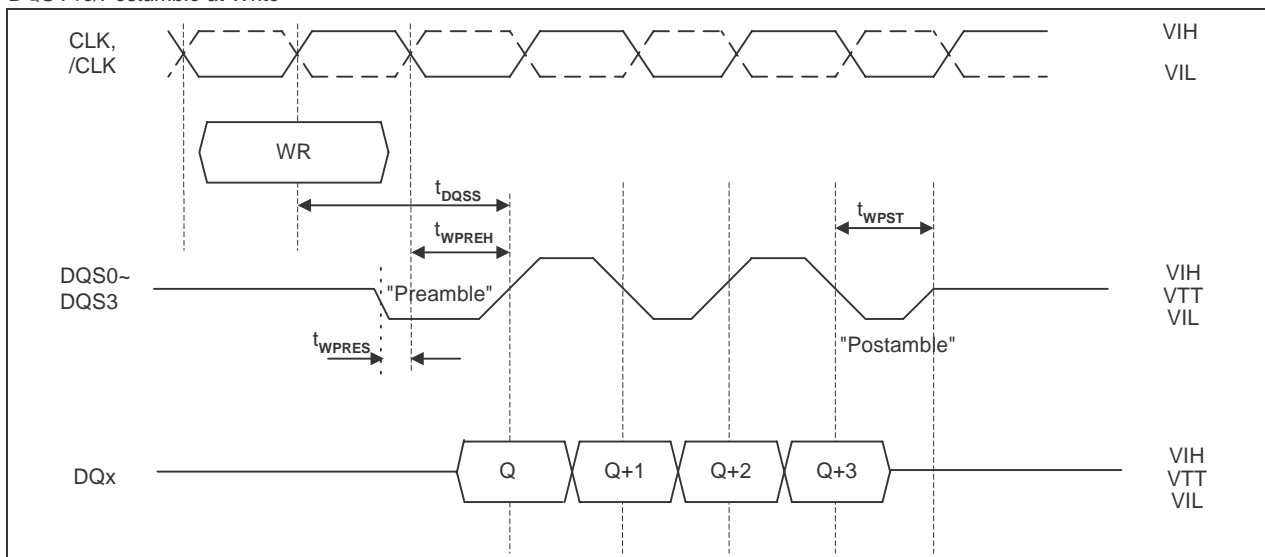 CLK,
/CLK
VIH
VIL
WR
tDQSS
tWPREH
tWPST
DQS0~
DQS3
"Preamble"
VIH
VTT
VIL
"Postamble"
tWPRES
DQx
Q
Q+1
Q+2
Q+3
VIH
VTT
VIL